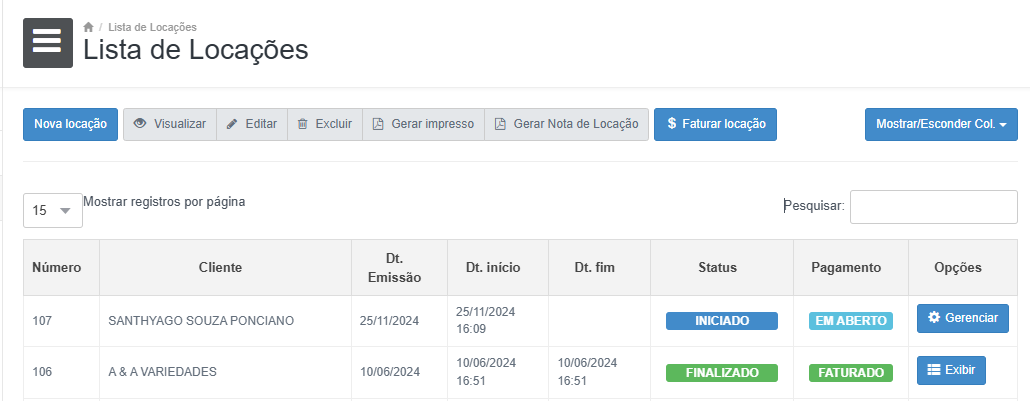 / Lista de Locações
Lista de Locações
Nova locação Visualizar Editar Excluir Gerar impresso Gerar Nota de Locação $ Faturar locação Mostrar/Esconder Col.
15 Mostrar registros por página Pesquisar:
Número Cliente Dt. Emissão Dt. início Dt. fim Status Pagamento Opções
107 SANTHYAGO SOUZA PONCIANO 25/11/2024 25/11/2024 16:09 INICIADO EM ABERTO Gerenciar
106 A & A VARIEDADES 10/06/2024 10/06/2024 16:51 10/06/2024 16:51 FINALIZADO FATURADO Exibir